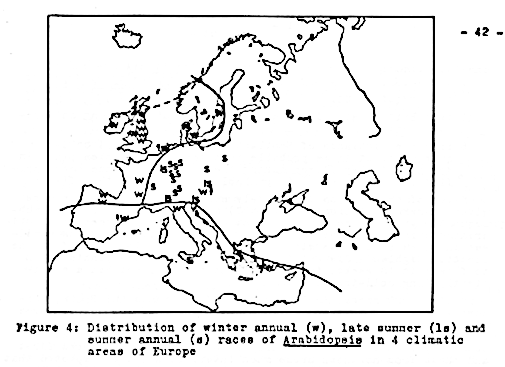 - 42 -
Figure 4: Distribution of winter annual (w), late summer (ls) and
summer annual (s) races of Arabidopsis in 4 climatic
areas of Europe